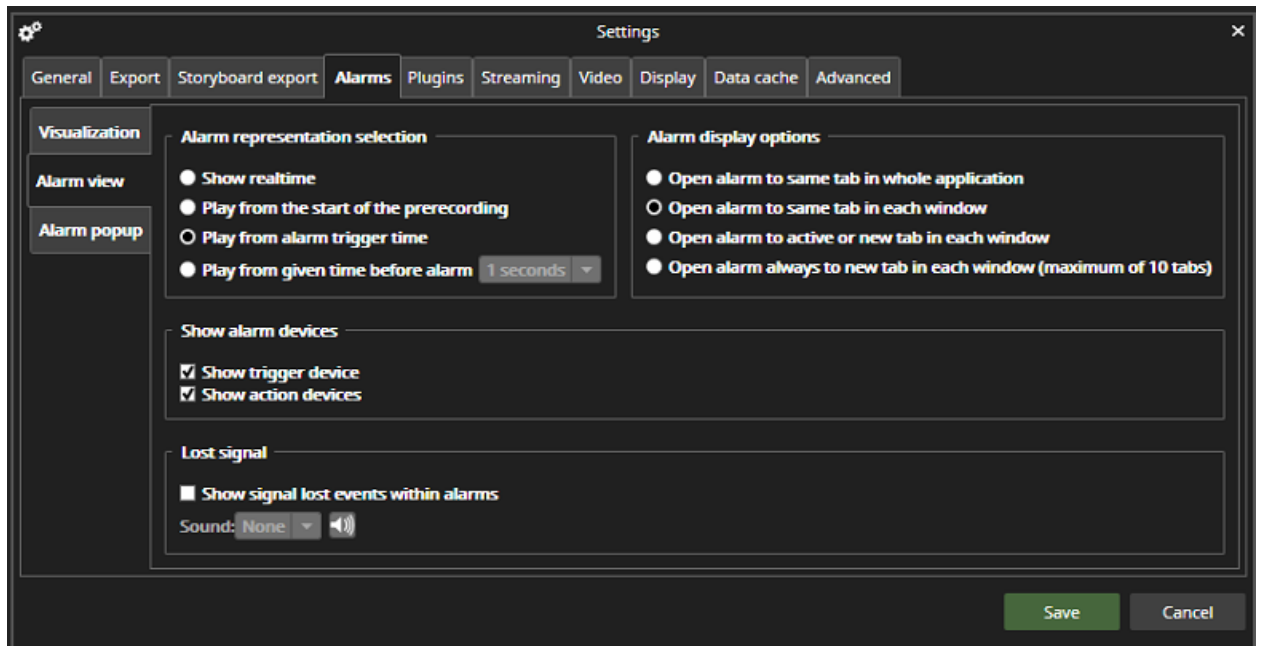 Settings
General Export Storyboard export Alarms Plugins Streaming Video Display Data cache Advanced
Visualization
Alarm view
Alarm popup
Alarm representation selection
Show realtime
Play from the start of the prerecording
Play from alarm trigger time
Play from given time before alarm 1 seconds
Alarm display options
Open alarm to same tab in whole application
Open alarm to same tab in each window
Open alarm to active or new tab in each window
Open alarm always to new tab in each window (maximum of 10 tabs)
Show alarm devices
Show trigger device
Show action devices
Lost signal
Show signal lost events within alarms
Sound: None
Save Cancel